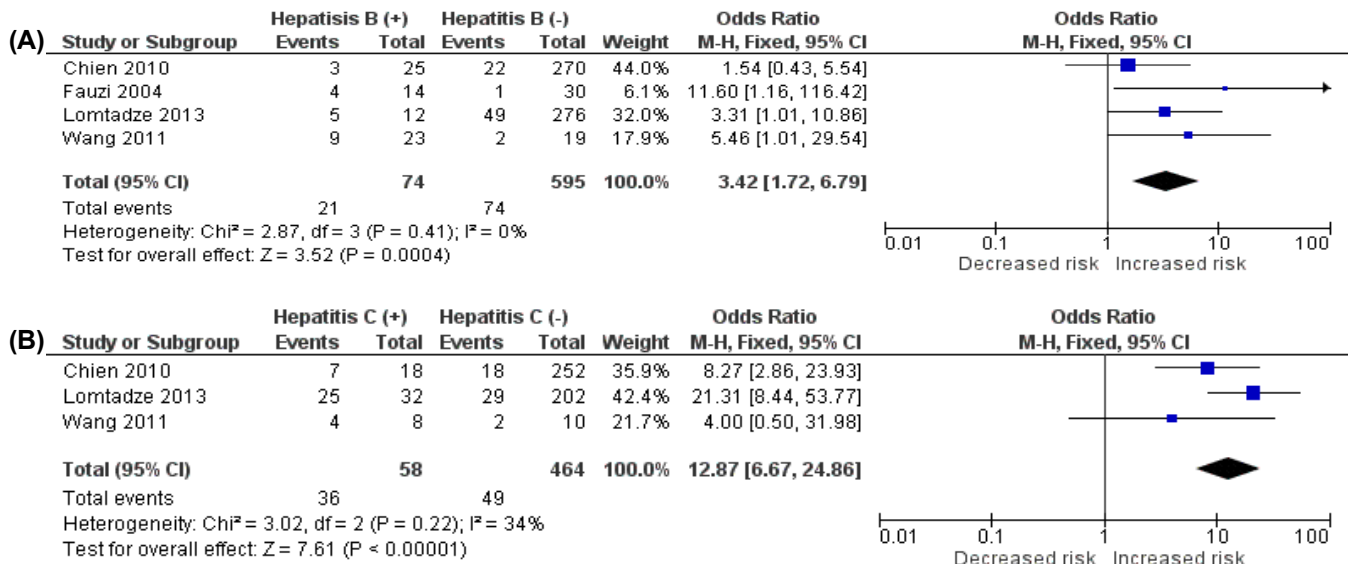 Hepatisis B (+) Hepatitis B (-) Odds Ratio Odds Ratio
(A) Study or Subgroup Events Total Events Total Weight M-H, Fixed, 95% CI M-H, Fixed, 95% CI
Chien 2010 3 25 22 270 44.0% 1.54 [0.43, 5.54]
Fauzi 2004 4 14 1 30 6.1% 11.60 [1.16, 116.42]
Lomtadze 2013 5 12 49 276 32.0% 3.31 [1.01, 10.86]
Wang 2011 9 23 2 19 17.9% 5.46 [1.01, 29.54]
Total (95% CI) 74 595 100.0% 3.42 [1.72, 6.79]
Total events 21 74
Heterogeneity: Chi² = 2.87, df = 3 (P = 0.41); I² = 0%
Test for overall effect: Z = 3.52 (P = 0.0004)
0.01 0.1 1 10 100
Decreased risk Increased risk
Hepatitis C (+) Hepatitis C (-) Odds Ratio Odds Ratio
(B) Study or Subgroup Events Total Events Total Weight M-H, Fixed, 95% CI M-H, Fixed, 95% CI
Chien 2010 7 18 18 252 35.9% 8.27 [2.86, 23.93]
Lomtadze 2013 25 32 29 202 42.4% 21.31 [8.44, 53.77]
Wang 2011 4 8 2 10 21.7% 4.00 [0.50, 31.98]
Total (95% CI) 58 464 100.0% 12.87 [6.67, 24.86]
Total events 36 49
Heterogeneity: Chi² = 3.02, df = 2 (P = 0.22); I² = 34%
Test for overall effect: Z = 7.61 (P < 0.00001)
0.01 0.1 1 10 100
Decreased risk Increased risk